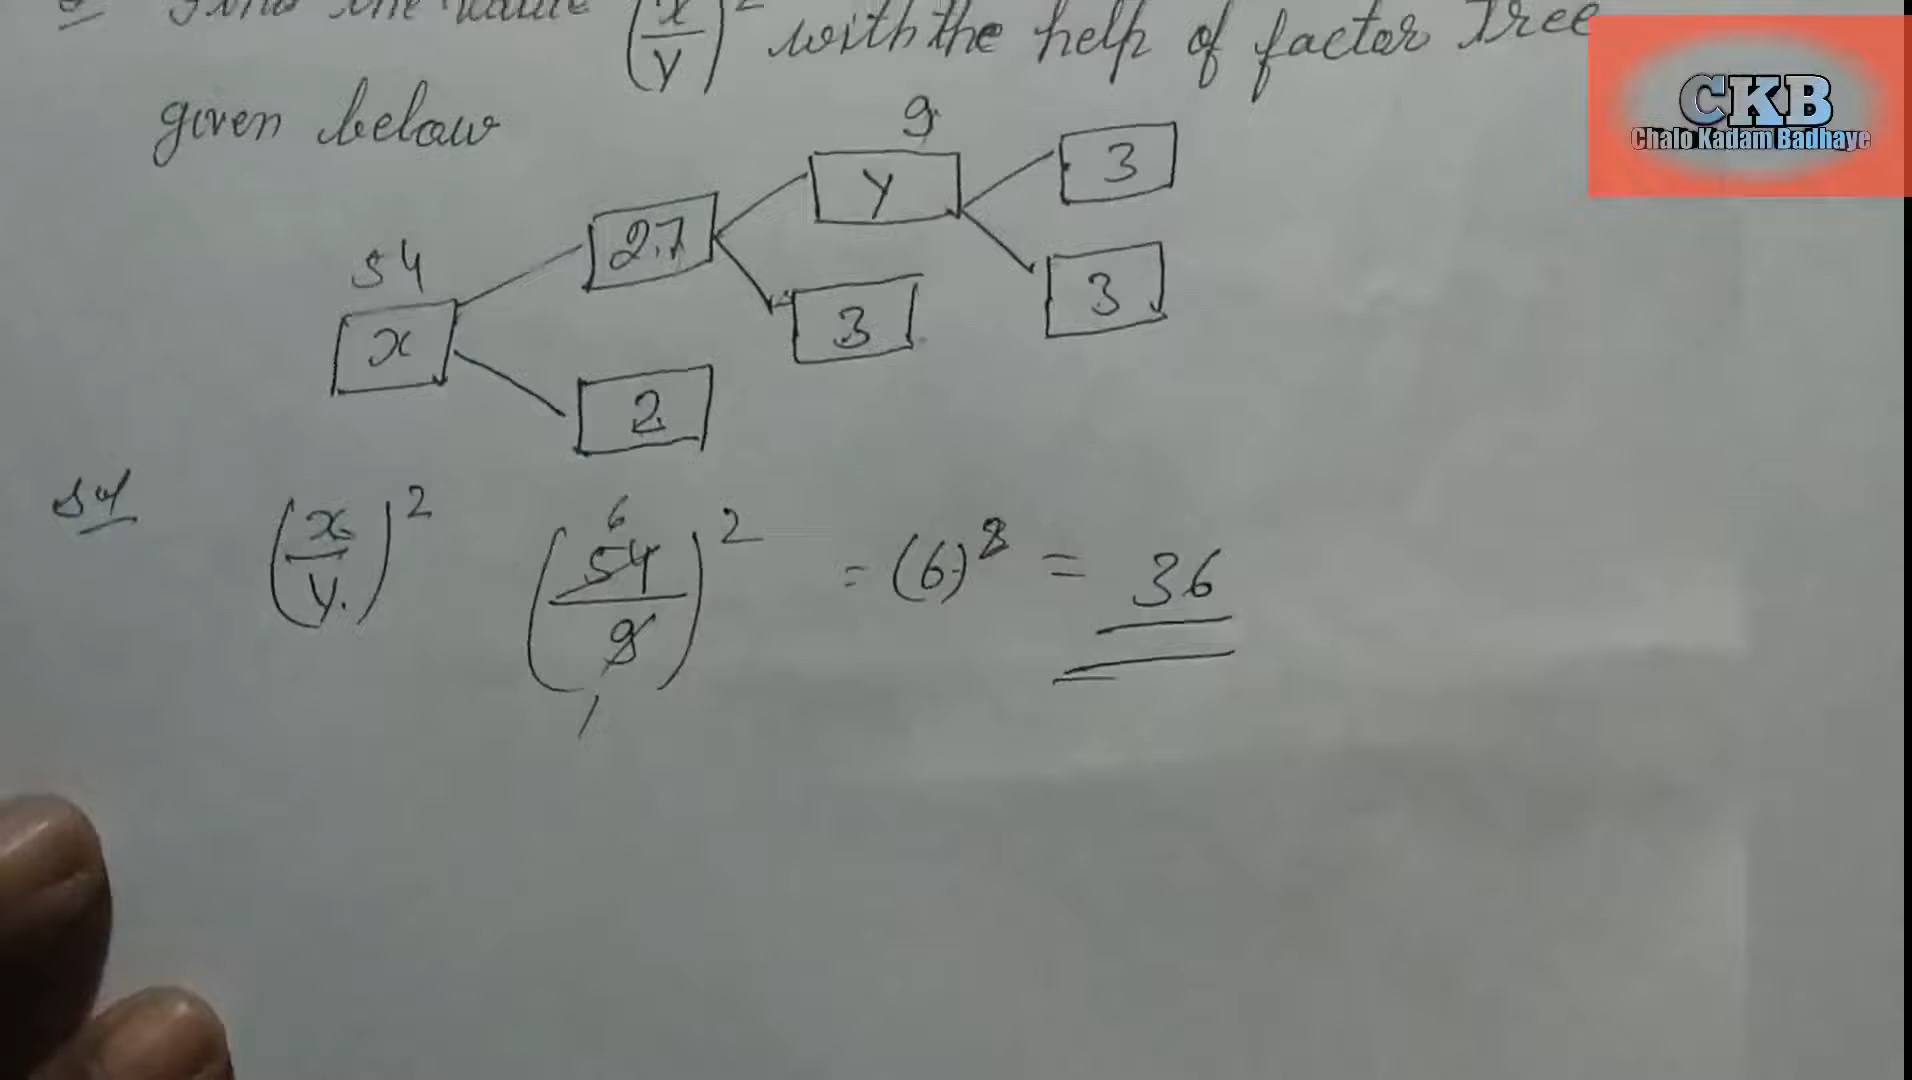 (x/y)² with the help of factor Tree
given below
CKB
Chalo Kadam Badhaye
9
54
27
y
3
x
3
3
2
(x/y)² (54/9)² = (6)² = 36
6
1